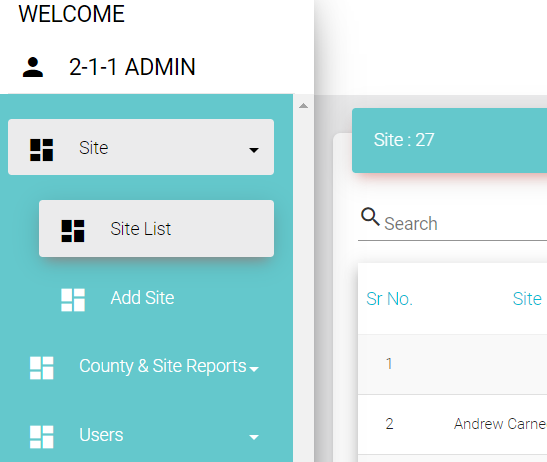 WELCOME
2-1-1 ADMIN
Site
Site List
Add Site
County & Site Reports
Users
Site : 27
Search
Sr No. Site
1
2 Andrew